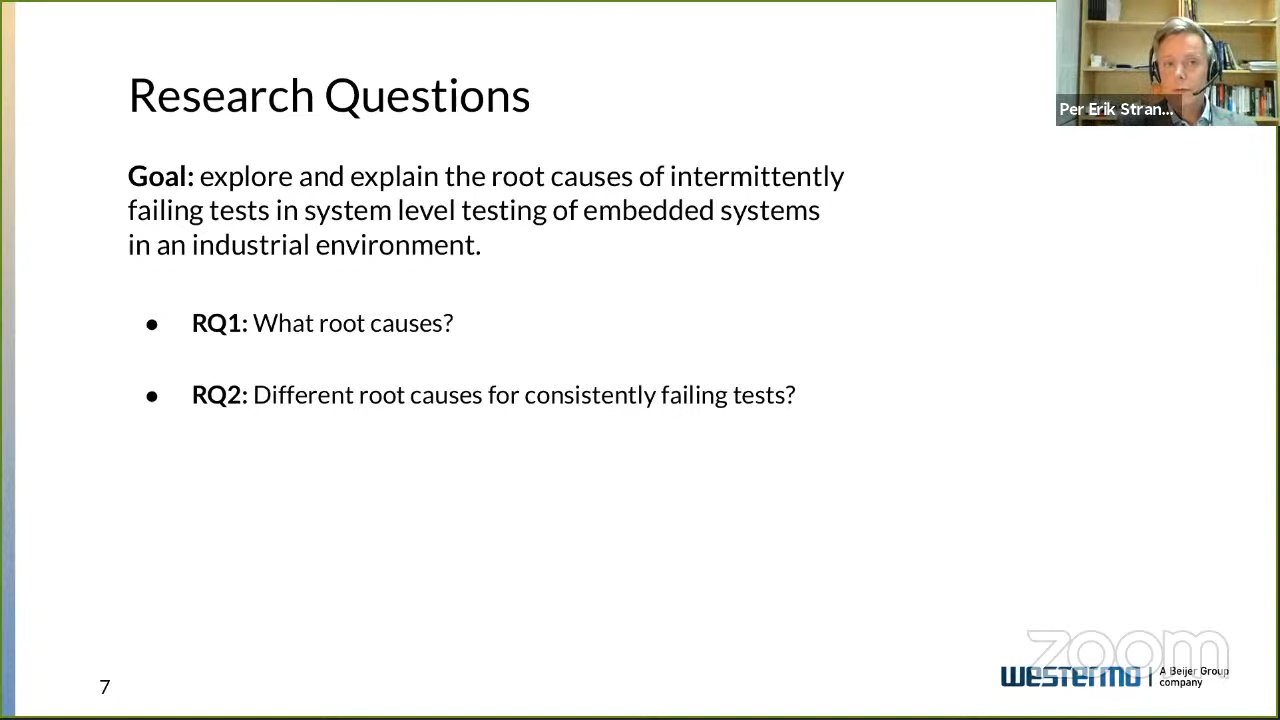 Research Questions
Per Erik Stran...
Goal: explore and explain the root causes of intermittently
failing tests in system level testing of embedded systems
in an industrial environment.
● RQ1: What root causes?
● RQ2: Different root causes for consistently failing tests?
zoom
westermo | A Beijer Group
company
7